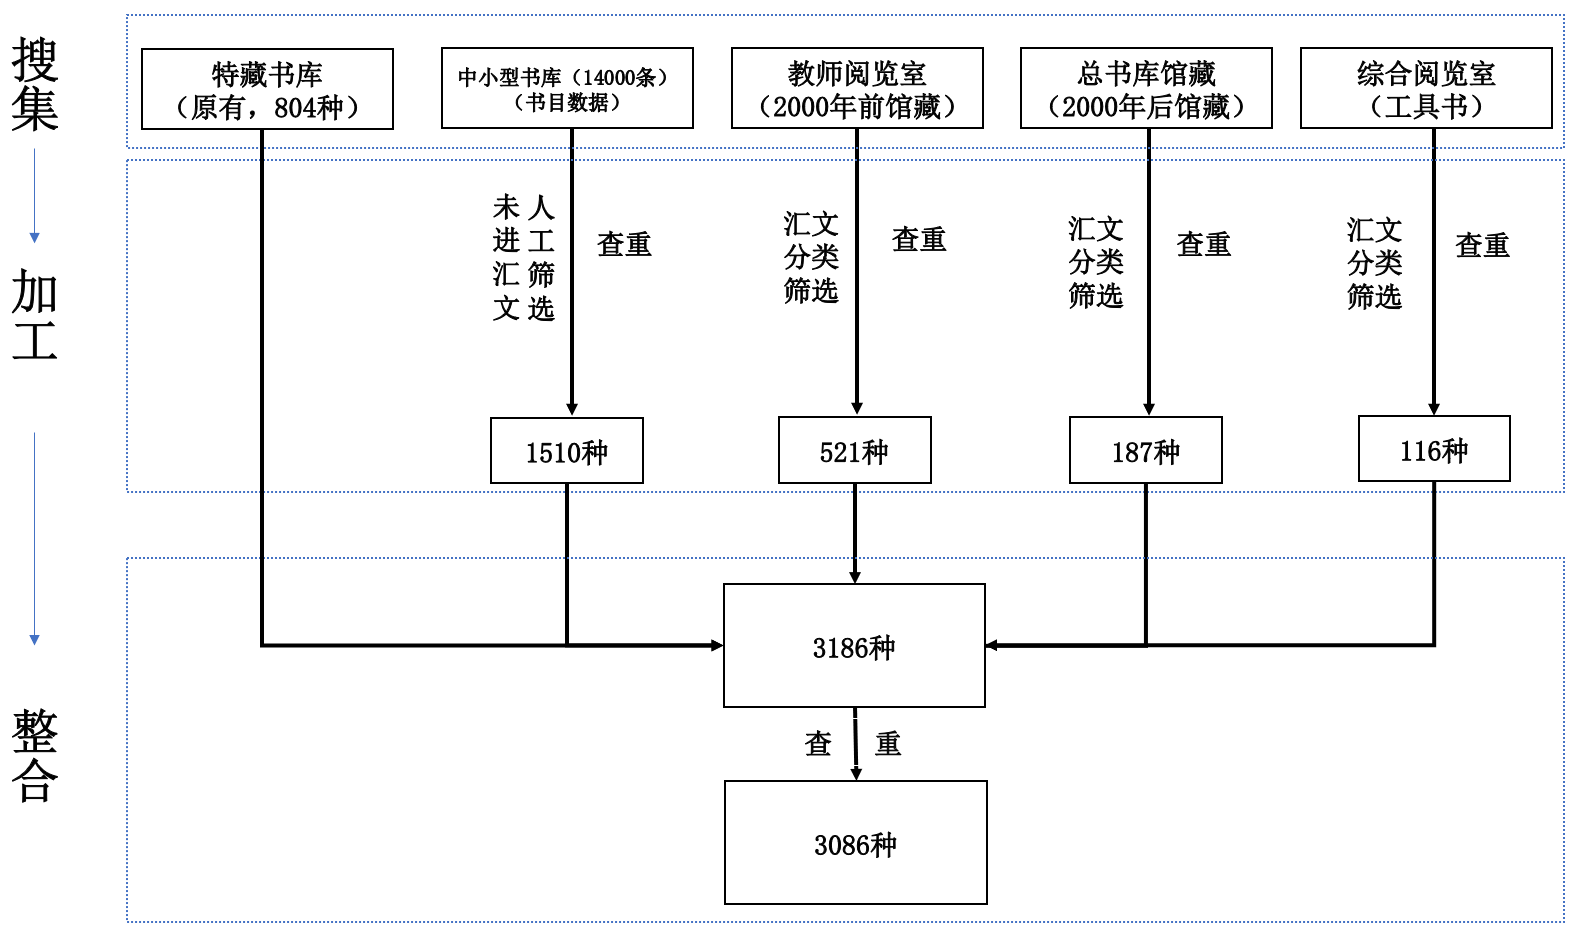 搜集
加工
整合
特藏书库
（原有，804种）
中小型书库（14000条）
（书目数据）
教师阅览室
（2000年前馆藏）
总书库馆藏
（2000年后馆藏）
综合阅览室
（工具书）
未进汇文
人工筛选
查重
汇文
分类
筛选
查重
汇文
分类
筛选
查重
汇文
分类
筛选
查重
1510种
521种
187种
116种
3186种
查 重
3086种